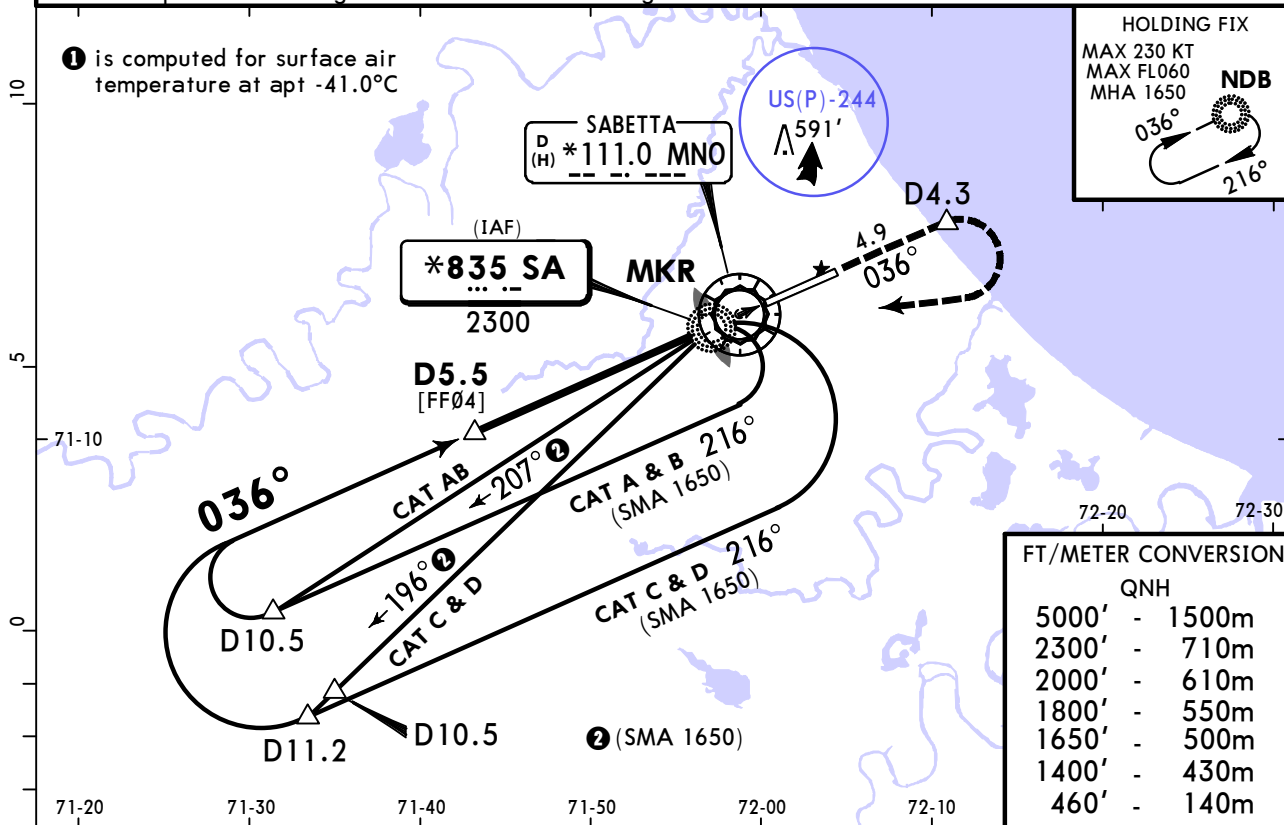 ❶ is computed for surface air
temperature at apt -41.0°C
10
5
0
HOLDING FIX
MAX 230 KT
MAX FL060
MHA 1650
NDB
036°
216°
US(P)-244
591'
SABETTA
D
(H) *111.0 MNO
(IAF)
*835 SA
2300
MKR
D4.3
4.9
036°
D5.5
[FFØ4]
71-10
036°
CAT AB
207° ❷
CAT A & B 216°
(SMA 1650)
196° ❷
CAT C & D
CAT C & D 216°
(SMA 1650)
D10.5
D11.2
D10.5
❷ (SMA 1650)
72-20
72-30
FT/METER CONVERSION
QNH
5000' - 1500m
2300' - 710m
2000' - 610m
1800' - 550m
1650' - 500m
1400' - 430m
460' - 140m
71-20
71-30
71-40
71-50
72-00
72-10